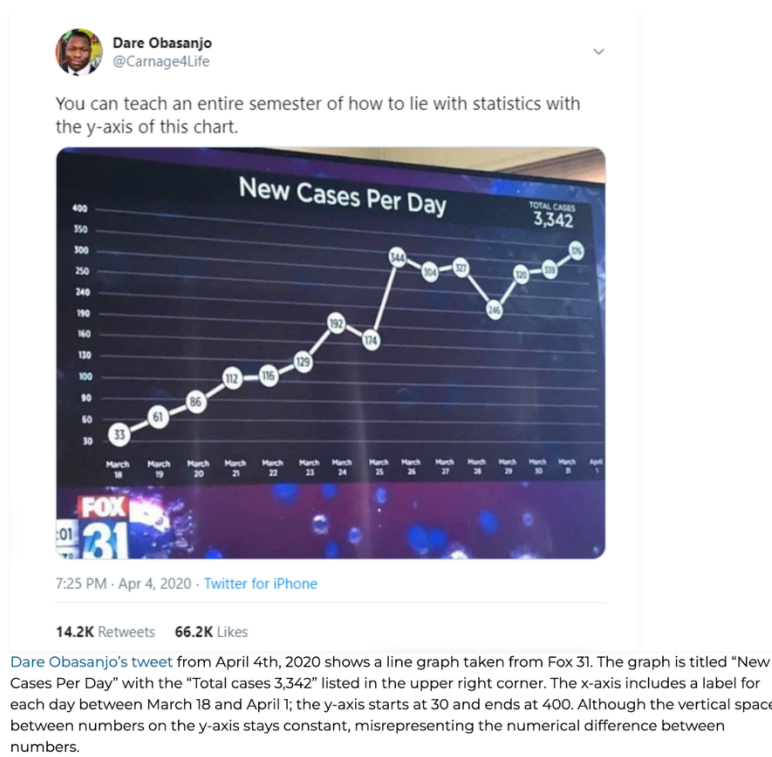 Dare Obasanjo
@Carnage4Life
You can teach an entire semester of how to lie with statistics with
the y-axis of this chart.
New Cases Per Day
TOTAL CASES
3,342
400
350
300
250
240
190
160
130
100
90
60
30
33
61
86
112
116
129
192
174
344
304
327
246
320
339
376
March 18
March 19
March 20
March 21
March 22
March 23
March 24
March 25
March 26
March 27
March 28
March 29
March 30
March 31
April 1
FOX
31
:01
7:25 PM · Apr 4, 2020 · Twitter for iPhone
14.2K Retweets 66.2K Likes
Dare Obasanjo’s tweet from April 4th, 2020 shows a line graph taken from Fox 31. The graph is titled “New
Cases Per Day” with the “Total cases 3,342” listed in the upper right corner. The x-axis includes a label for
each day between March 18 and April 1; the y-axis starts at 30 and ends at 400. Although the vertical space
between numbers on the y-axis stays constant, misrepresenting the numerical difference between
numbers.